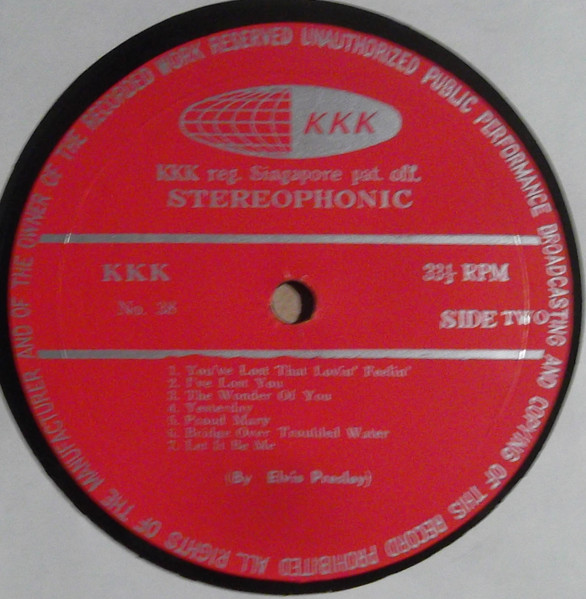 AND OF THE OWNER OF THE RECORDED WORK RESERVED UNAUTHORIZED PUBLIC PERFORMANCE BROADCASTING AND COPYING OF THIS RECORD PROHIBITED ALL RIGHTS OF THE MANUFACTURER
KKK
KKK reg. Singapore pat. off.
STEREOPHONIC
KKK
33⅓ RPM
No. 28
SIDE TWO
1. You've Lost That Lovin' Feelin'
2. I've Lost You
3. The Wonder Of You
4. Yesterday
5. Proud Mary
6. Bridge Over Troubled Water
7. Let It Be Me
(By Elvis Presley)